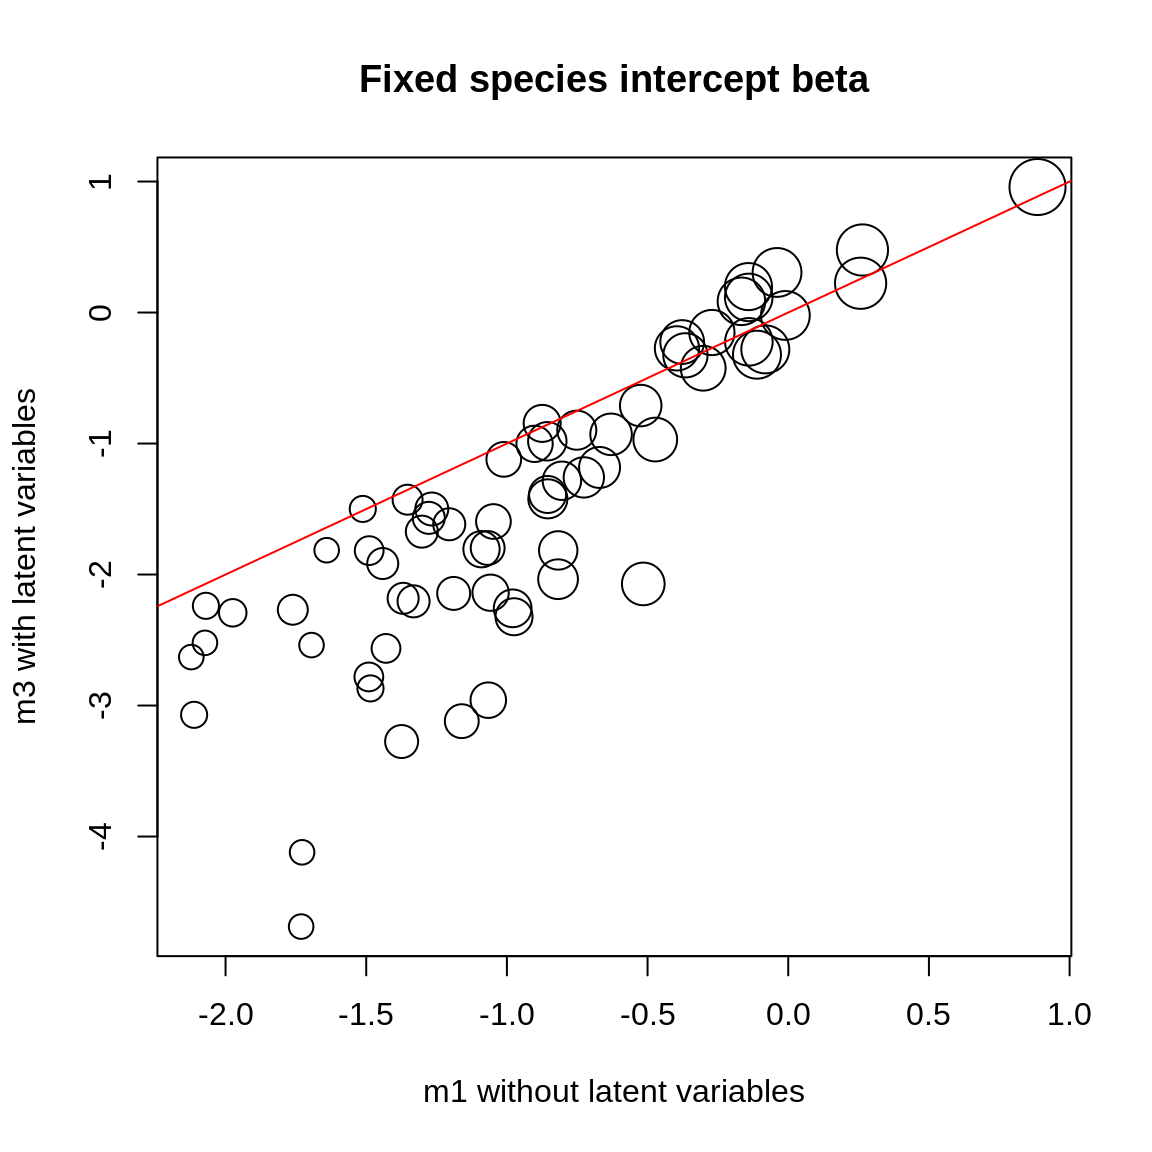 Fixed species intercept beta
m3 with latent variables
1
0
-1
-2
-3
-4
-2.0 -1.5 -1.0 -0.5 0.0 0.5 1.0
m1 without latent variables